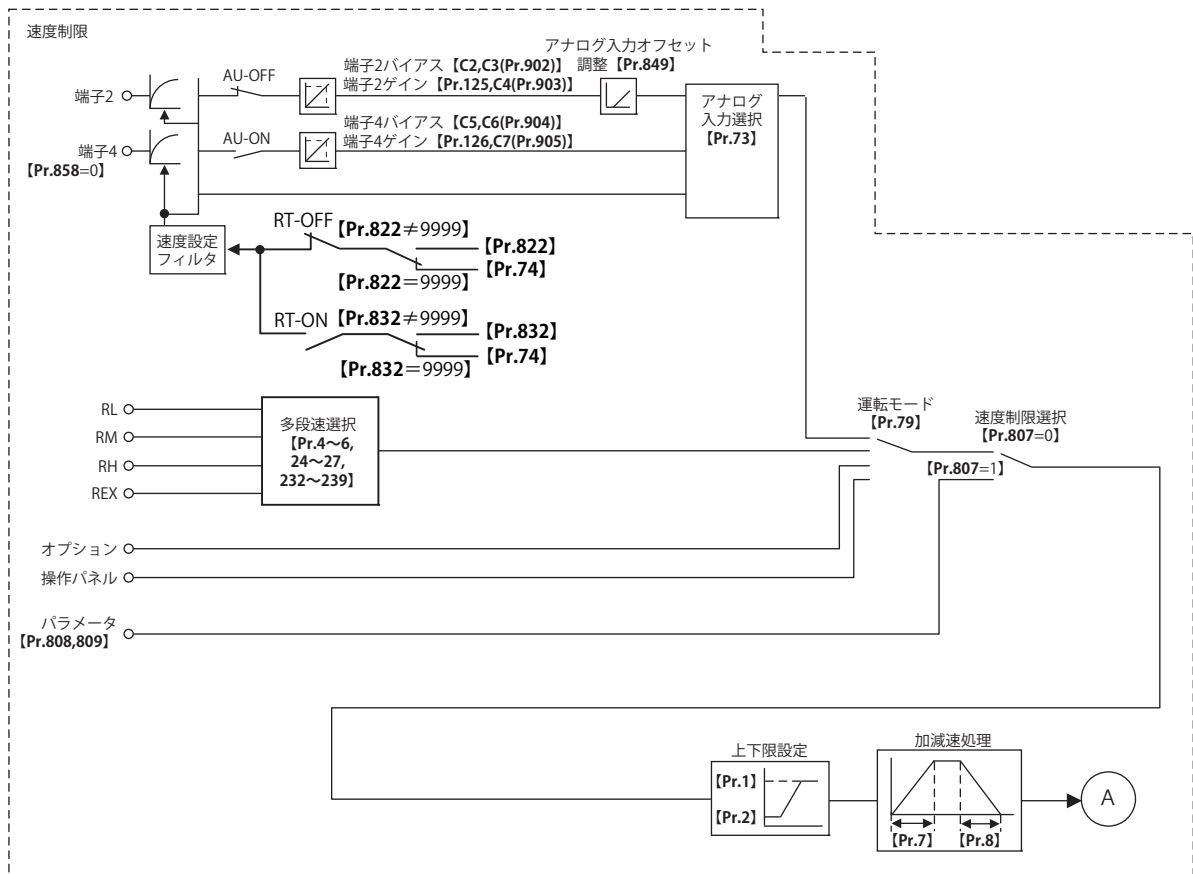 速度制限
アナログ入力オフセット
調整【Pr.849】
端子2
AU-OFF
端子2バイアス【C2,C3(Pr.902)】
端子2ゲイン【Pr.125,C4(Pr.903)】
アナログ
入力選択
【Pr.73】
端子4
【Pr.858=0】
AU-ON
端子4バイアス【C5,C6(Pr.904)】
端子4ゲイン【Pr.126,C7(Pr.905)】
速度設定
フィルタ
RT-OFF
【Pr.822≠9999】
【Pr.822】
【Pr.74】
【Pr.822=9999】
RT-ON
【Pr.832≠9999】
【Pr.832】
【Pr.74】
【Pr.832=9999】
RL
RM
RH
REX
多段速選択
【Pr.4～6,
24～27,
232～239】
運転モード
【Pr.79】
速度制限選択
【Pr.807=0】
【Pr.807=1】
オプション
操作パネル
パラメータ
【Pr.808,809】
上下限設定
【Pr.1】
【Pr.2】
加減速処理
【Pr.7】
【Pr.8】
A